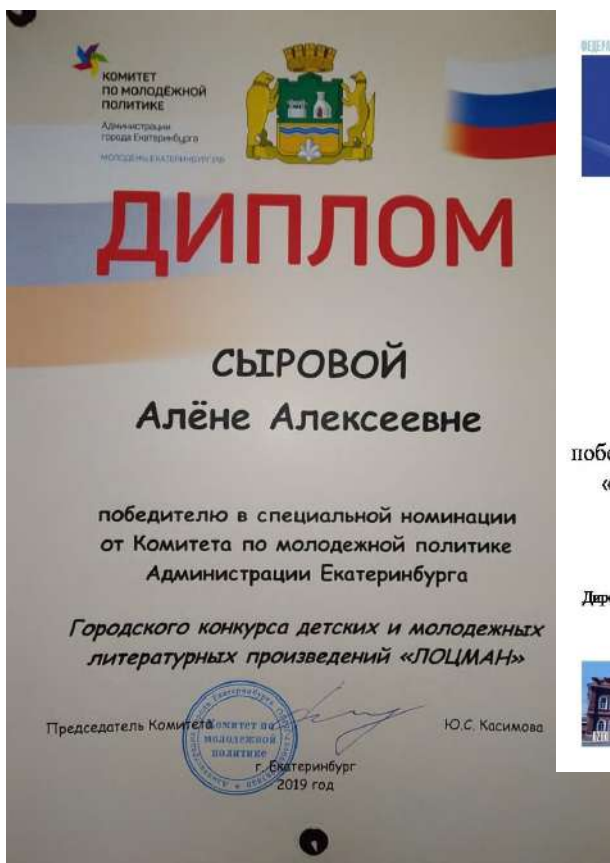 КОМИТЕТ
ПО МОЛОДЁЖНОЙ
ПОЛИТИКЕ
Администрации
города Екатеринбурга
ДИПЛОМ
СЫРОВОЙ
Алёне Алексеевне
победителю в специальной номинации
от Комитета по молодежной политике
Администрации Екатеринбурга
Городского конкурса детских и молодежных
литературных произведений «ЛОЦМАН»
Председатель Комитета
Комитет по
молодежной
политике
Ю.С. Касимова
г. Екатеринбург
2019 год
побе
«